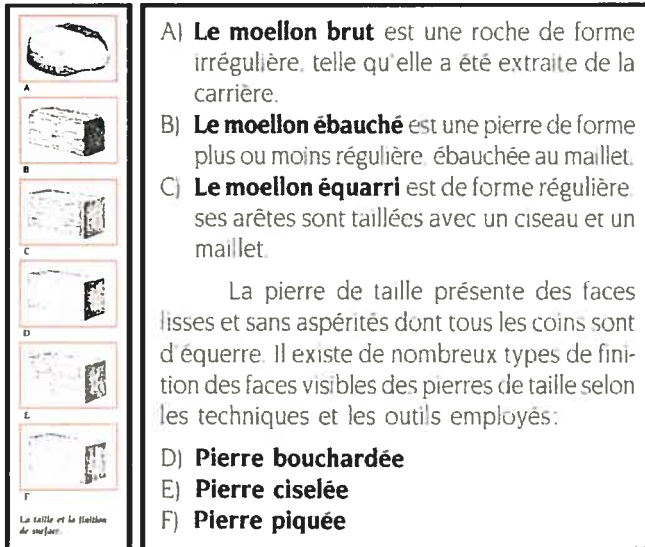 A
B
C
D
E
F
La taille et la finition
de surface.
A) Le moellon brut est une roche de forme
irrégulière, telle qu'elle a été extraite de la
carrière.
B) Le moellon ébauché est une pierre de forme
plus ou moins régulière, ébauchée au maillet.
C) Le moellon équarri est de forme régulière
ses arêtes sont taillées avec un ciseau et un
maillet.
La pierre de taille présente des faces
lisses et sans aspérités dont tous les coins sont
d'équerre. Il existe de nombreux types de fini-
tion des faces visibles des pierres de taille selon
les techniques et les outils employés:
D) Pierre bouchardée
E) Pierre ciselée
F) Pierre piquée